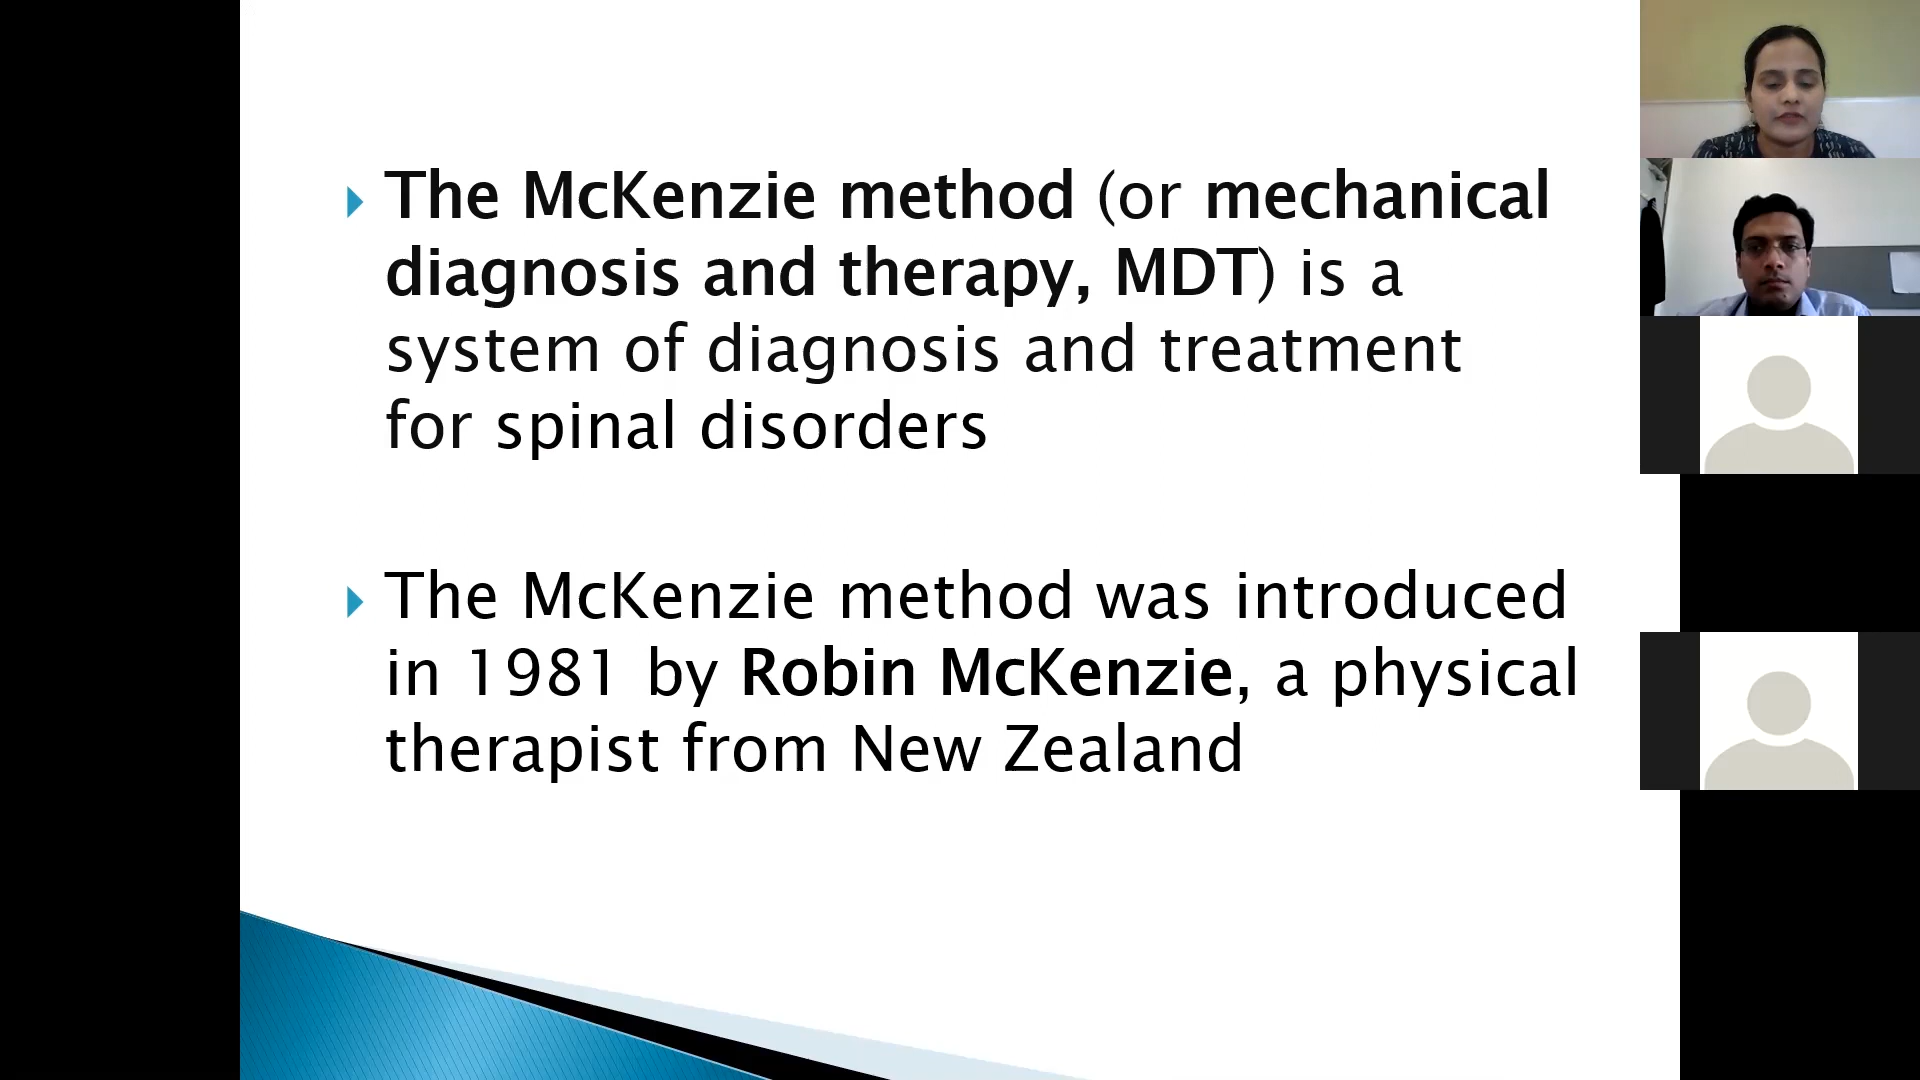 The McKenzie method (or mechanical
diagnosis and therapy, MDT) is a
system of diagnosis and treatment
for spinal disorders
The McKenzie method was introduced
in 1981 by Robin McKenzie, a physical
therapist from New Zealand